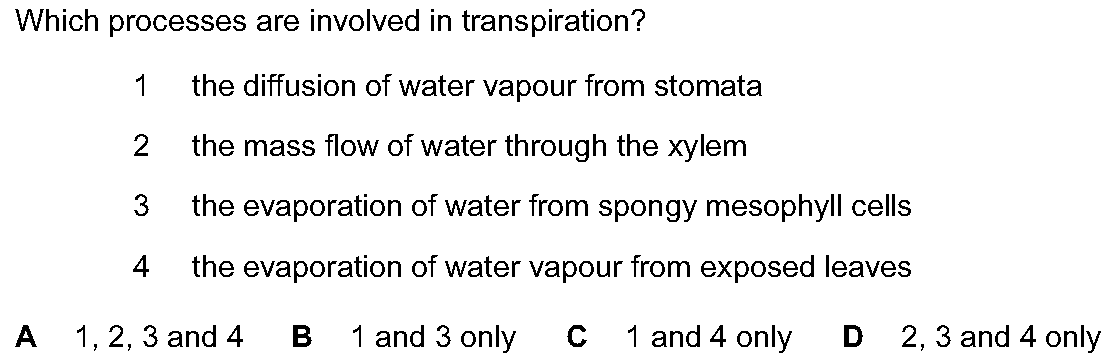 Which processes are involved in transpiration?
1 the diffusion of water vapour from stomata
2 the mass flow of water through the xylem
3 the evaporation of water from spongy mesophyll cells
4 the evaporation of water vapour from exposed leaves
A 1, 2, 3 and 4 B 1 and 3 only C 1 and 4 only D 2, 3 and 4 only